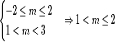 {-2 ≤ m ≤ 2
1 < m < 3 ⇒ 1 < m ≤ 2